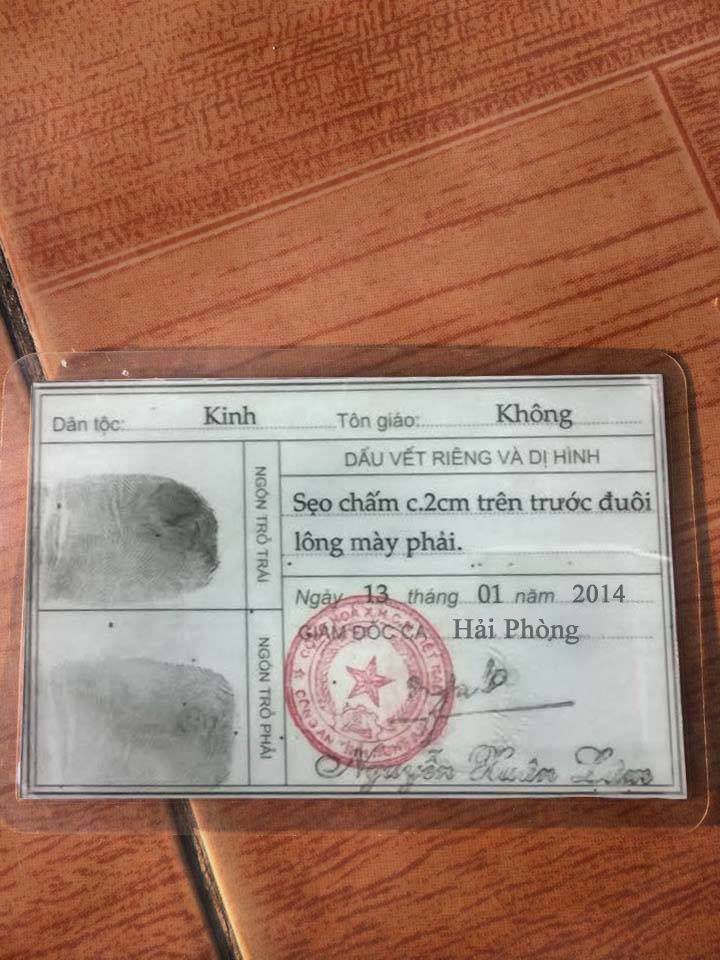 Dân tộc: Kinh Tôn giáo: Không
DẤU VẾT RIÊNG VÀ DỊ HÌNH
NGÓN TRỎ TRÁI
Sẹo chấm c.2cm trên trước đuôi
lông mày phải.
Ngày 13 tháng 01 năm 2014
GIÁM ĐỐC CA Hải Phòng
NGÓN TRỎ PHẢI
Nguyễn Xuân